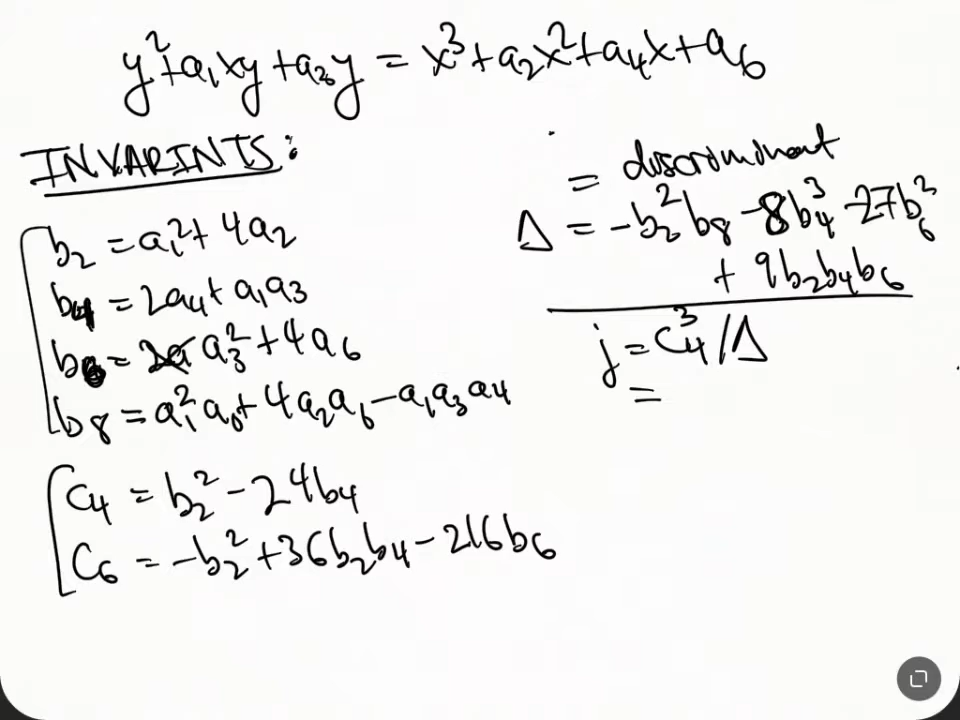 y² + a₁xy + a₃y = x³ + a₂x² + a₄x + a₆
INVARINTS:
b₂ = a₁² + 4a₂
b₄ = 2a₄ + a₁a₃
b₆ = a₃² + 4a₆
b₈ = a₁²a₆ + 4a₂a₆ - a₁a₃a₄
c₄ = b₂² - 24b₄
c₆ = -b₂² + 36b₂b₄ - 216b₆
= discrominant
Δ = -b₂²b₈ - 8b₄³ - 27b₆²
+ 9b₂b₄b₆
j = c₄³/Δ
=